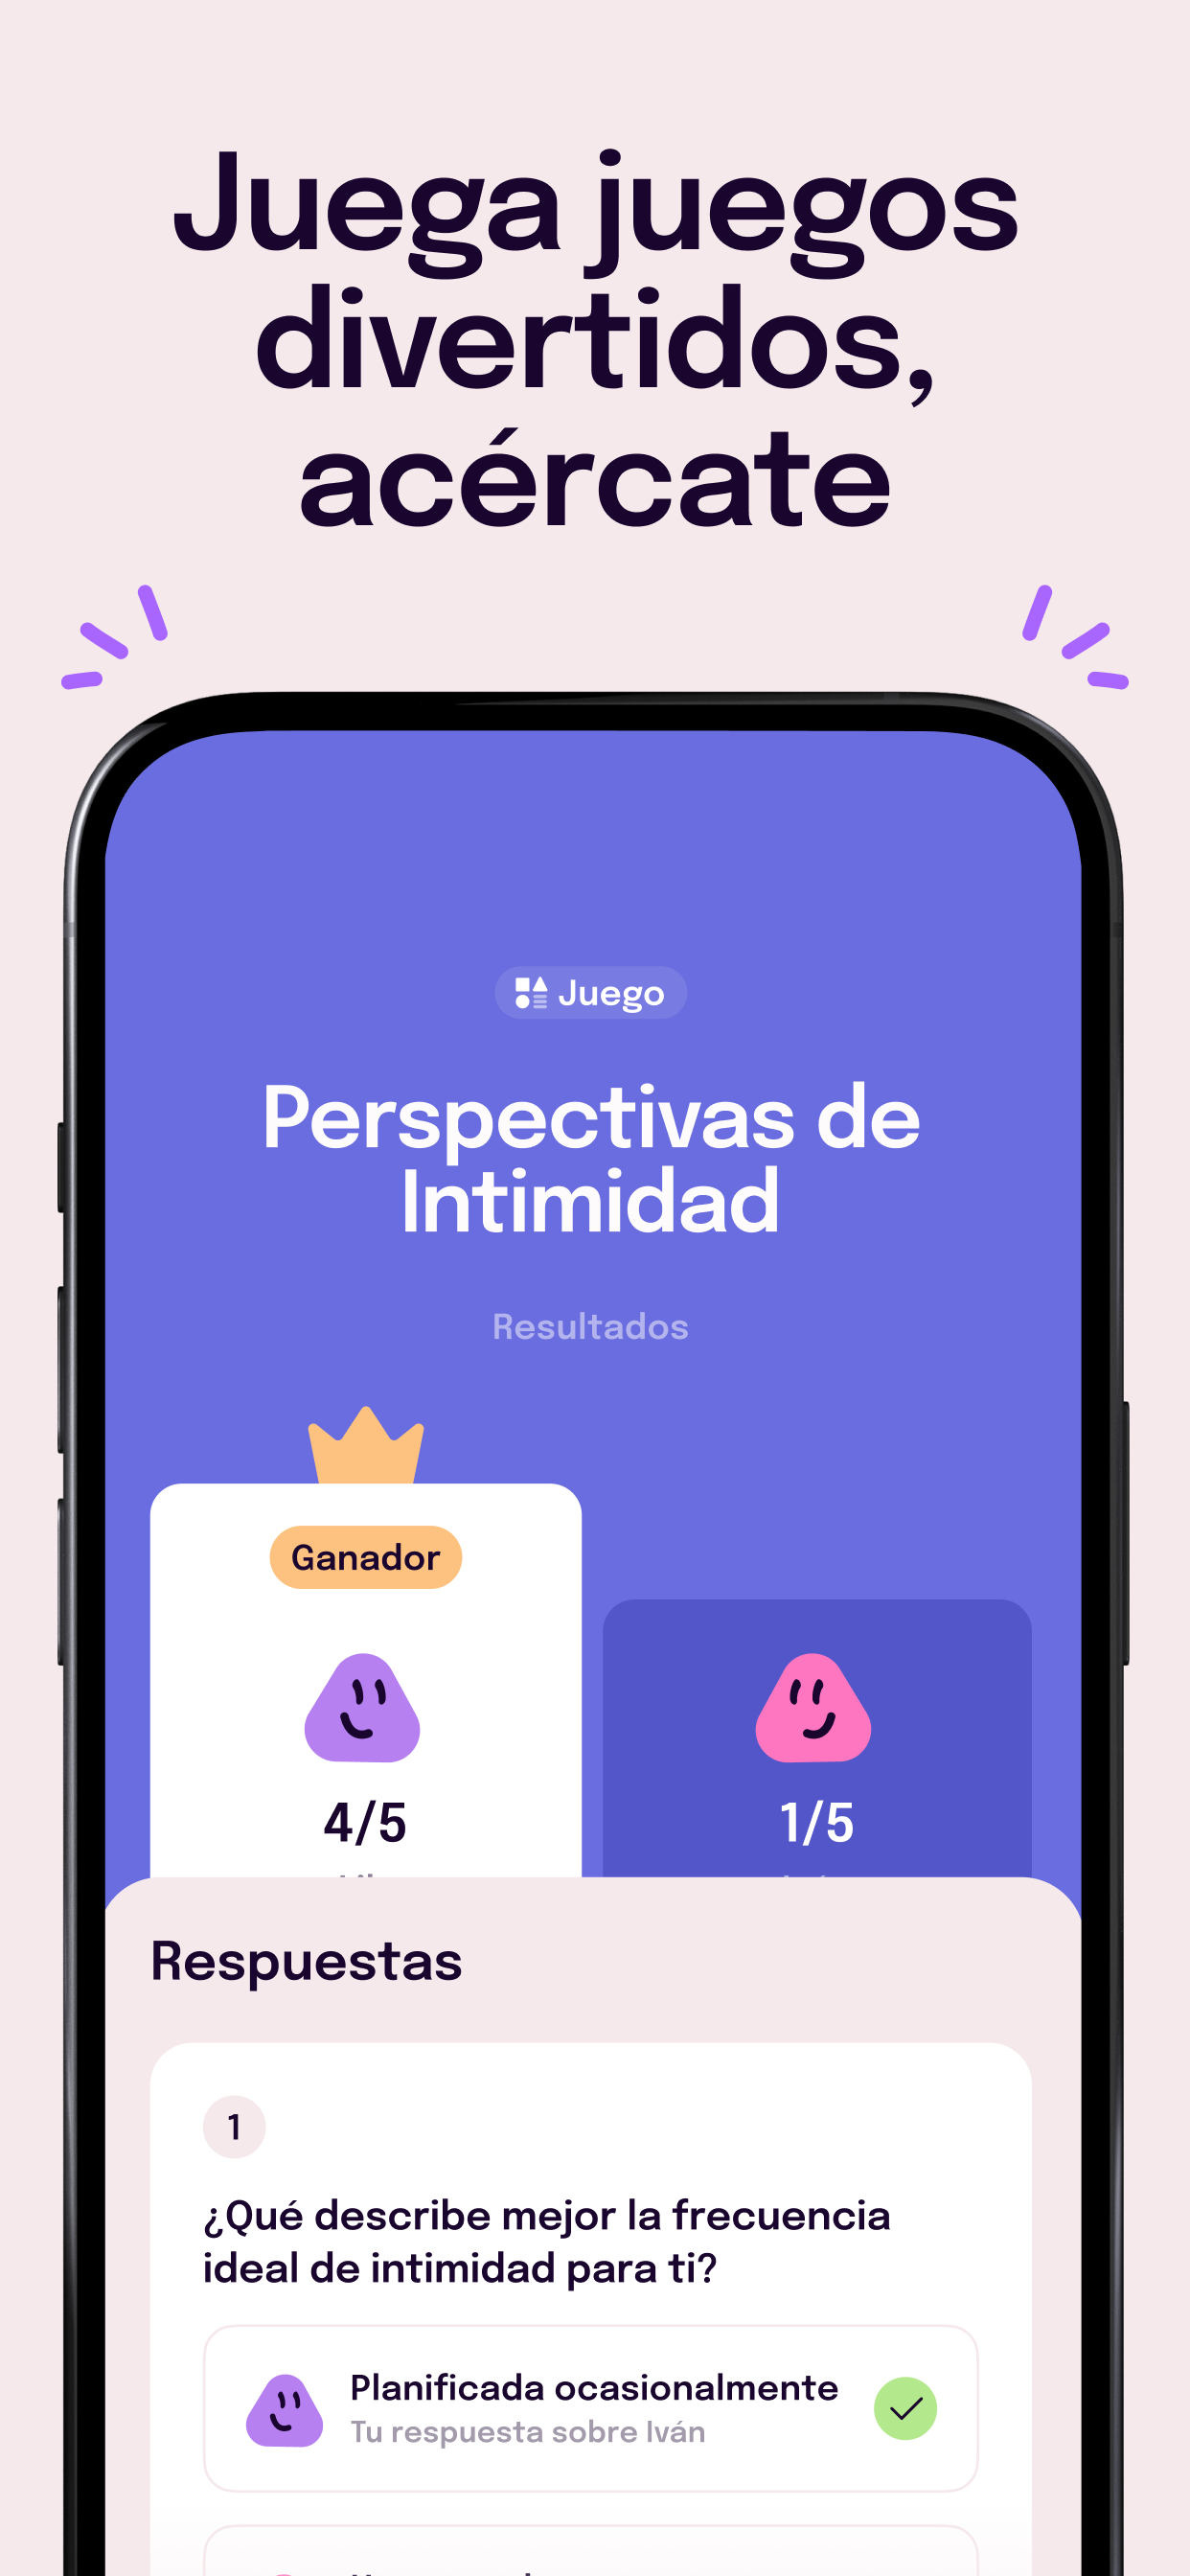 Juega juegos
divertidos,
acércate
Juego
Perspectivas de
Intimidad
Resultados
Ganador
4/5
1/5
Respuestas
1
¿Qué describe mejor la frecuencia
ideal de intimidad para ti?
Planificada ocasionalmente
Tu respuesta sobre Iván